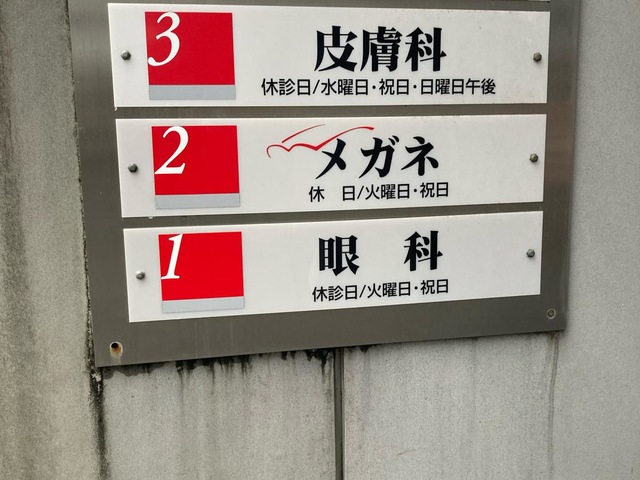 3
皮膚科
休診日/水曜日・祝日・日曜日午後
2
メガネ
休 日/火曜日・祝日
1
眼 科
休診日/火曜日・祝日